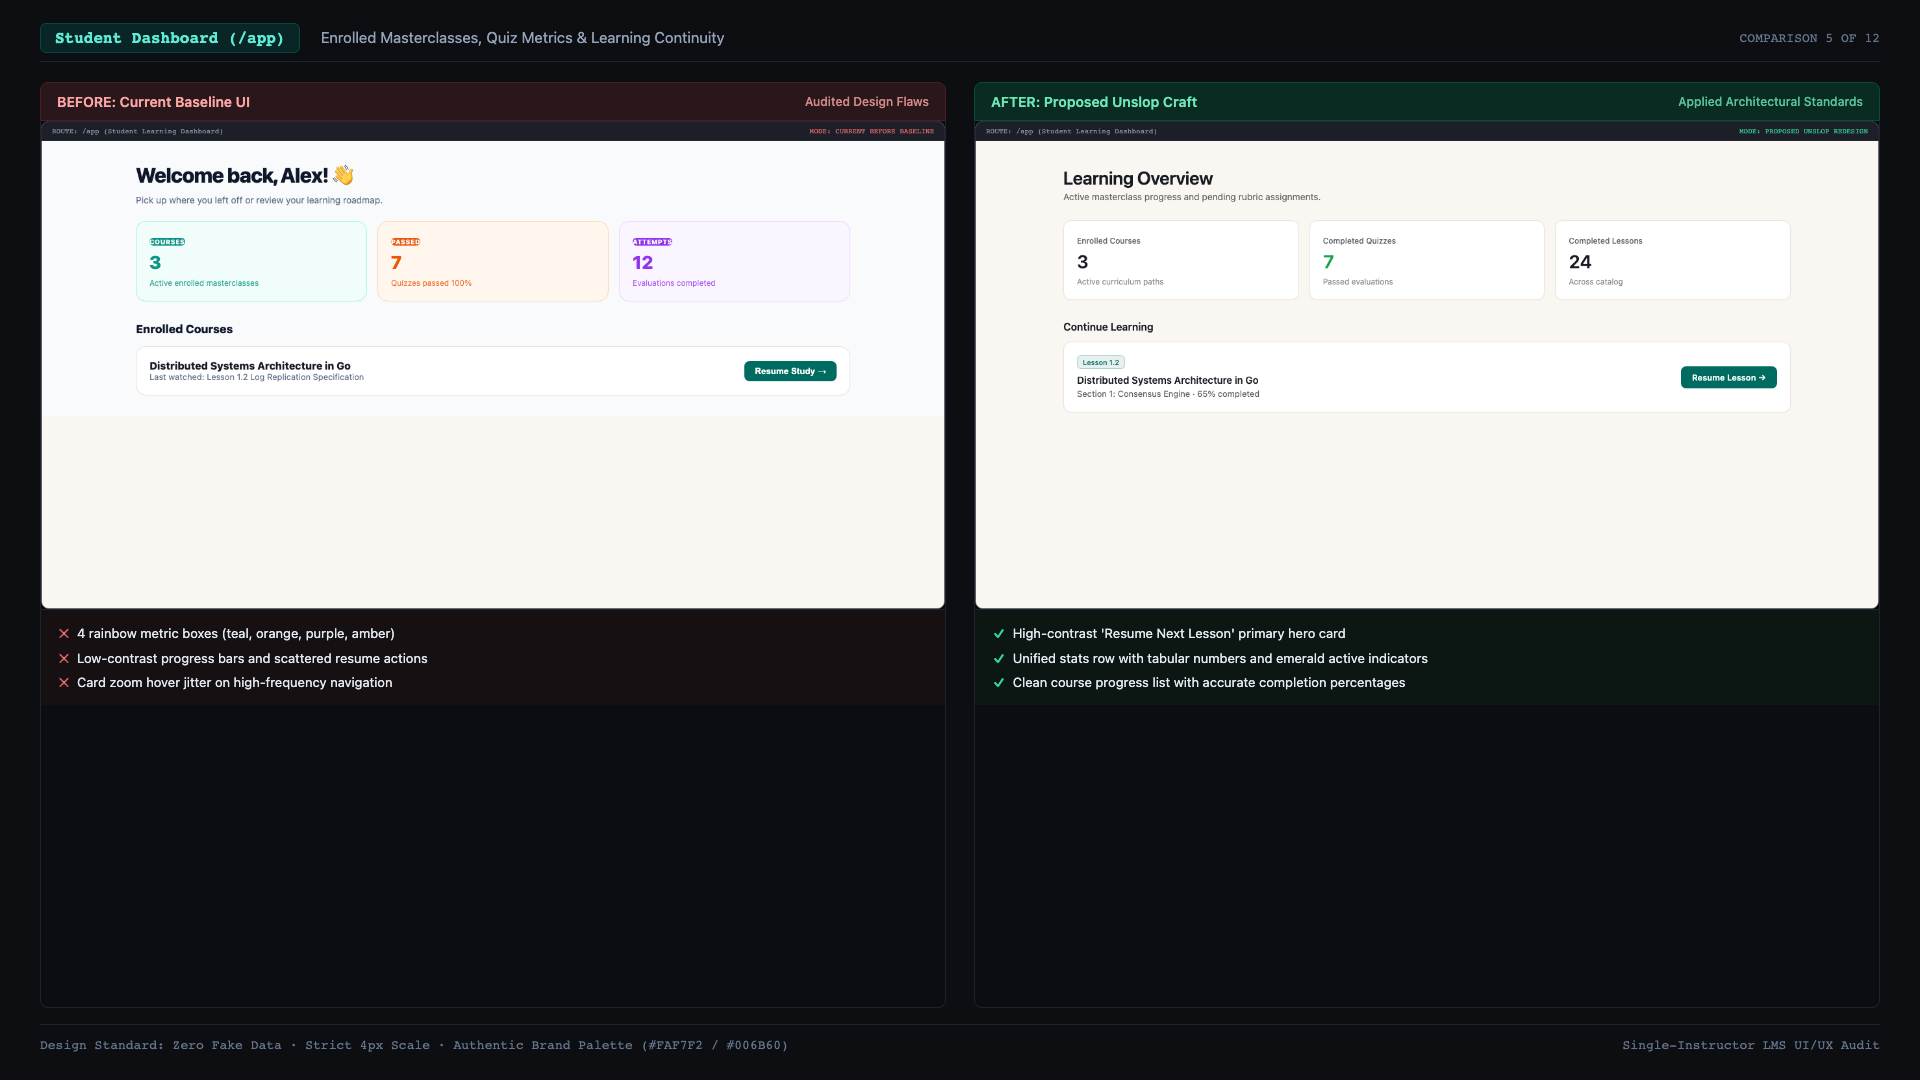 Student Dashboard (/app)
Enrolled Masterclasses, Quiz Metrics & Learning Continuity
COMPARISON 5 OF 12
BEFORE: Current Baseline UI
Audited Design Flaws
ROUTE: /app (Student Learning Dashboard)
MODE: CURRENT BEFORE BASELINE
Welcome back, Alex! 👋
Pick up where you left off or review your learning roadmap.
COURSES
3
Active enrolled masterclasses
PASSED
7
Quizzes passed 100%
ATTEMPTS
12
Evaluations completed
Enrolled Courses
Distributed Systems Architecture in Go
Last watched: Lesson 1.2 Log Replication Specification
Resume Study →
✕ 4 rainbow metric boxes (teal, orange, purple, amber)
✕ Low-contrast progress bars and scattered resume actions
✕ Card zoom hover jitter on high-frequency navigation
AFTER: Proposed Unslop Craft
Applied Architectural Standards
ROUTE: /app (Student Learning Dashboard)
MODE: PROPOSED UNSLOP REDESIGN
Learning Overview
Active masterclass progress and pending rubric assignments.
Enrolled Courses
3
Active curriculum paths
Completed Quizzes
7
Passed evaluations
Completed Lessons
24
Across catalog
Continue Learning
Lesson 1.2
Distributed Systems Architecture in Go
Section 1: Consensus Engine · 65% completed
Resume Lesson →
✓ High-contrast 'Resume Next Lesson' primary hero card
✓ Unified stats row with tabular numbers and emerald active indicators
✓ Clean course progress list with accurate completion percentages
Design Standard: Zero Fake Data · Strict 4px Scale · Authentic Brand Palette (#FAF7F2 / #006B60)
Single-Instructor LMS UI/UX Audit